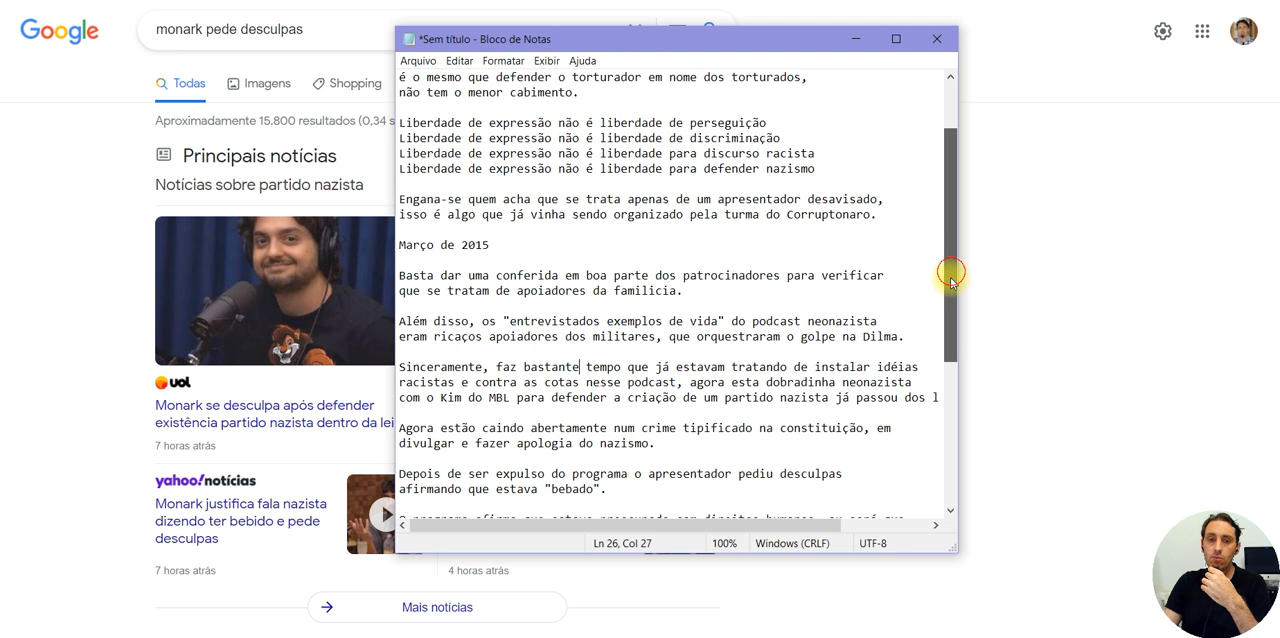 Google
monark pede desculpas
Todas
Imagens
Shopping
Aproximadamente 15.800 resultados (0,34 s
Principais notícias
Notícias sobre partido nazista
uol
Monark se desculpa após defender
existência partido nazista dentro da lei
7 horas atrás
yahoo!notícias
Monark justifica fala nazista
dizendo ter bebido e pede
desculpas
7 horas atrás
4 horas atrás
Mais notícias
*Sem título - Bloco de Notas
Arquivo Editar Formatar Exibir Ajuda
é o mesmo que defender o torturador em nome dos torturados,
não tem o menor cabimento.
Liberdade de expressão não é liberdade de perseguição
Liberdade de expressão não é liberdade de discriminação
Liberdade de expressão não é liberdade para discurso racista
Liberdade de expressão não é liberdade para defender nazismo
Engana-se quem acha que se trata apenas de um apresentador desavisado,
isso é algo que já vinha sendo organizado pela turma do Corruptonaro.
Março de 2015
Basta dar uma conferida em boa parte dos patrocinadores para verificar
que se tratam de apoiadores da familicia.
Além disso, os "entrevistados exemplos de vida" do podcast neonazista
eram ricaços apoiadores dos militares, que orquestraram o golpe na Dilma.
Sinceramente, faz bastante tempo que já estavam tratando de instalar idéias
racistas e contra as cotas nesse podcast, agora esta dobradinha neonazista
com o Kim do MBL para defender a criação de um partido nazista já passou dos l
Agora estão caindo abertamente num crime tipificado na constituição, em
divulgar e fazer apologia do nazismo.
Depois de ser expulso do programa o apresentador pediu desculpas
afirmando que estava "bebado".
Ln 26, Col 27
100%
Windows (CRLF)
UTF-8